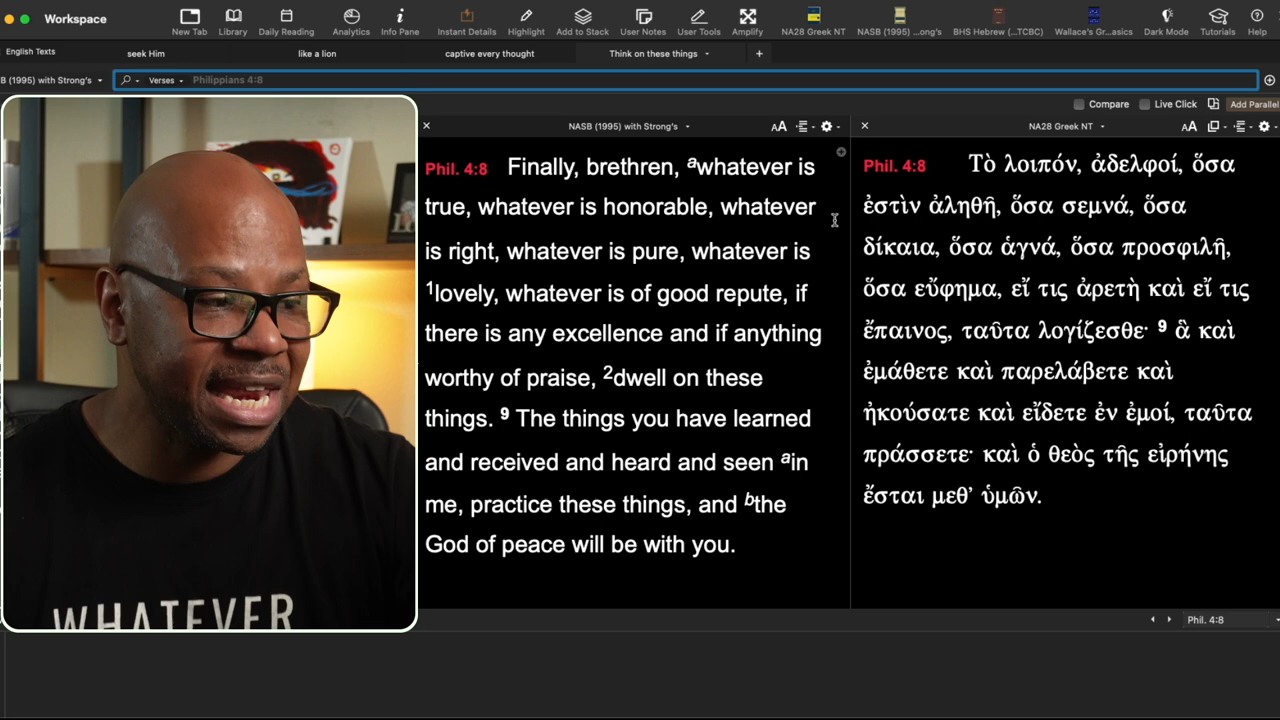 Workspace
New Tab
Library
Daily Reading
Analytics
Info Pane
Instant Details
Highlight
Add to Stack
User Notes
User Tools
Amplify
NA28 Greek NT
NASB (1995) ...ong's
BHS Hebrew (...TCBC)
Wallace's Gr...asics
Dark Mode
Tutorials
Help
English Texts
seek Him
like a lion
captive every thought
Think on these things
B (1995) with Strong's
Verses
Philippians 4:8
Compare
Live Click
Add Parallel
NASB (1995) with Strong's
AA
NA28 Greek NT
AA
Phil. 4:8 Finally, brethren, ᵃwhatever is
true, whatever is honorable, whatever
is right, whatever is pure, whatever is
¹lovely, whatever is of good repute, if
there is any excellence and if anything
worthy of praise, ²dwell on these
things. ⁹ The things you have learned
and received and heard and seen ᵃin
me, practice these things, and ᵇthe
God of peace will be with you.
Phil. 4:8 Τὸ λοιπόν, ἀδελφοί, ὅσα
ἐστὶν ἀληθῆ, ὅσα σεμνά, ὅσα
δίκαια, ὅσα ἁγνά, ὅσα προσφιλῆ,
ὅσα εὔφημα, εἴ τις ἀρετὴ καὶ εἴ τις
ἔπαινος, ταῦτα λογίζεσθε· ⁹ ἃ καὶ
ἐμάθετε καὶ παρελάβετε καὶ
ἠκούσατε καὶ εἴδετε ἐν ἐμοί, ταῦτα
πράσσετε· καὶ ὁ θεὸς τῆς εἰρήνης
ἔσται μεθ’ ὑμῶν.
WHATEVER
Phil. 4:8